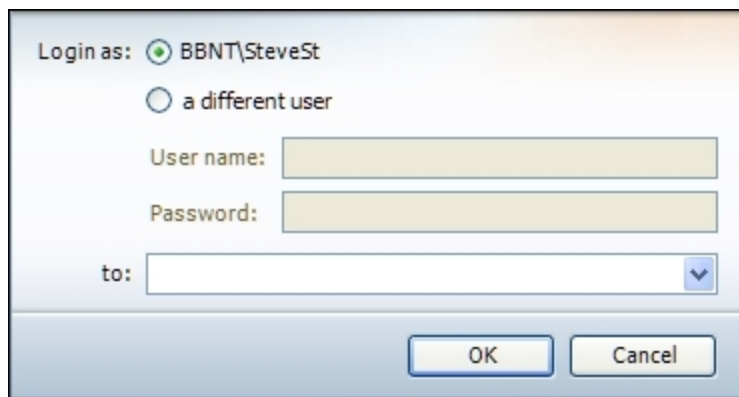 Login as: BBNT\SteveSt
a different user
User name:
Password:
to:
OK Cancel